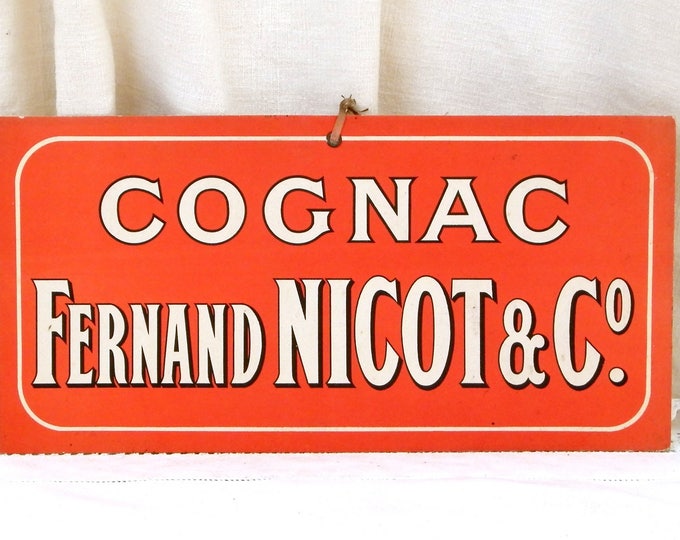 COGNAC
FERNAND NICOT & Cº.